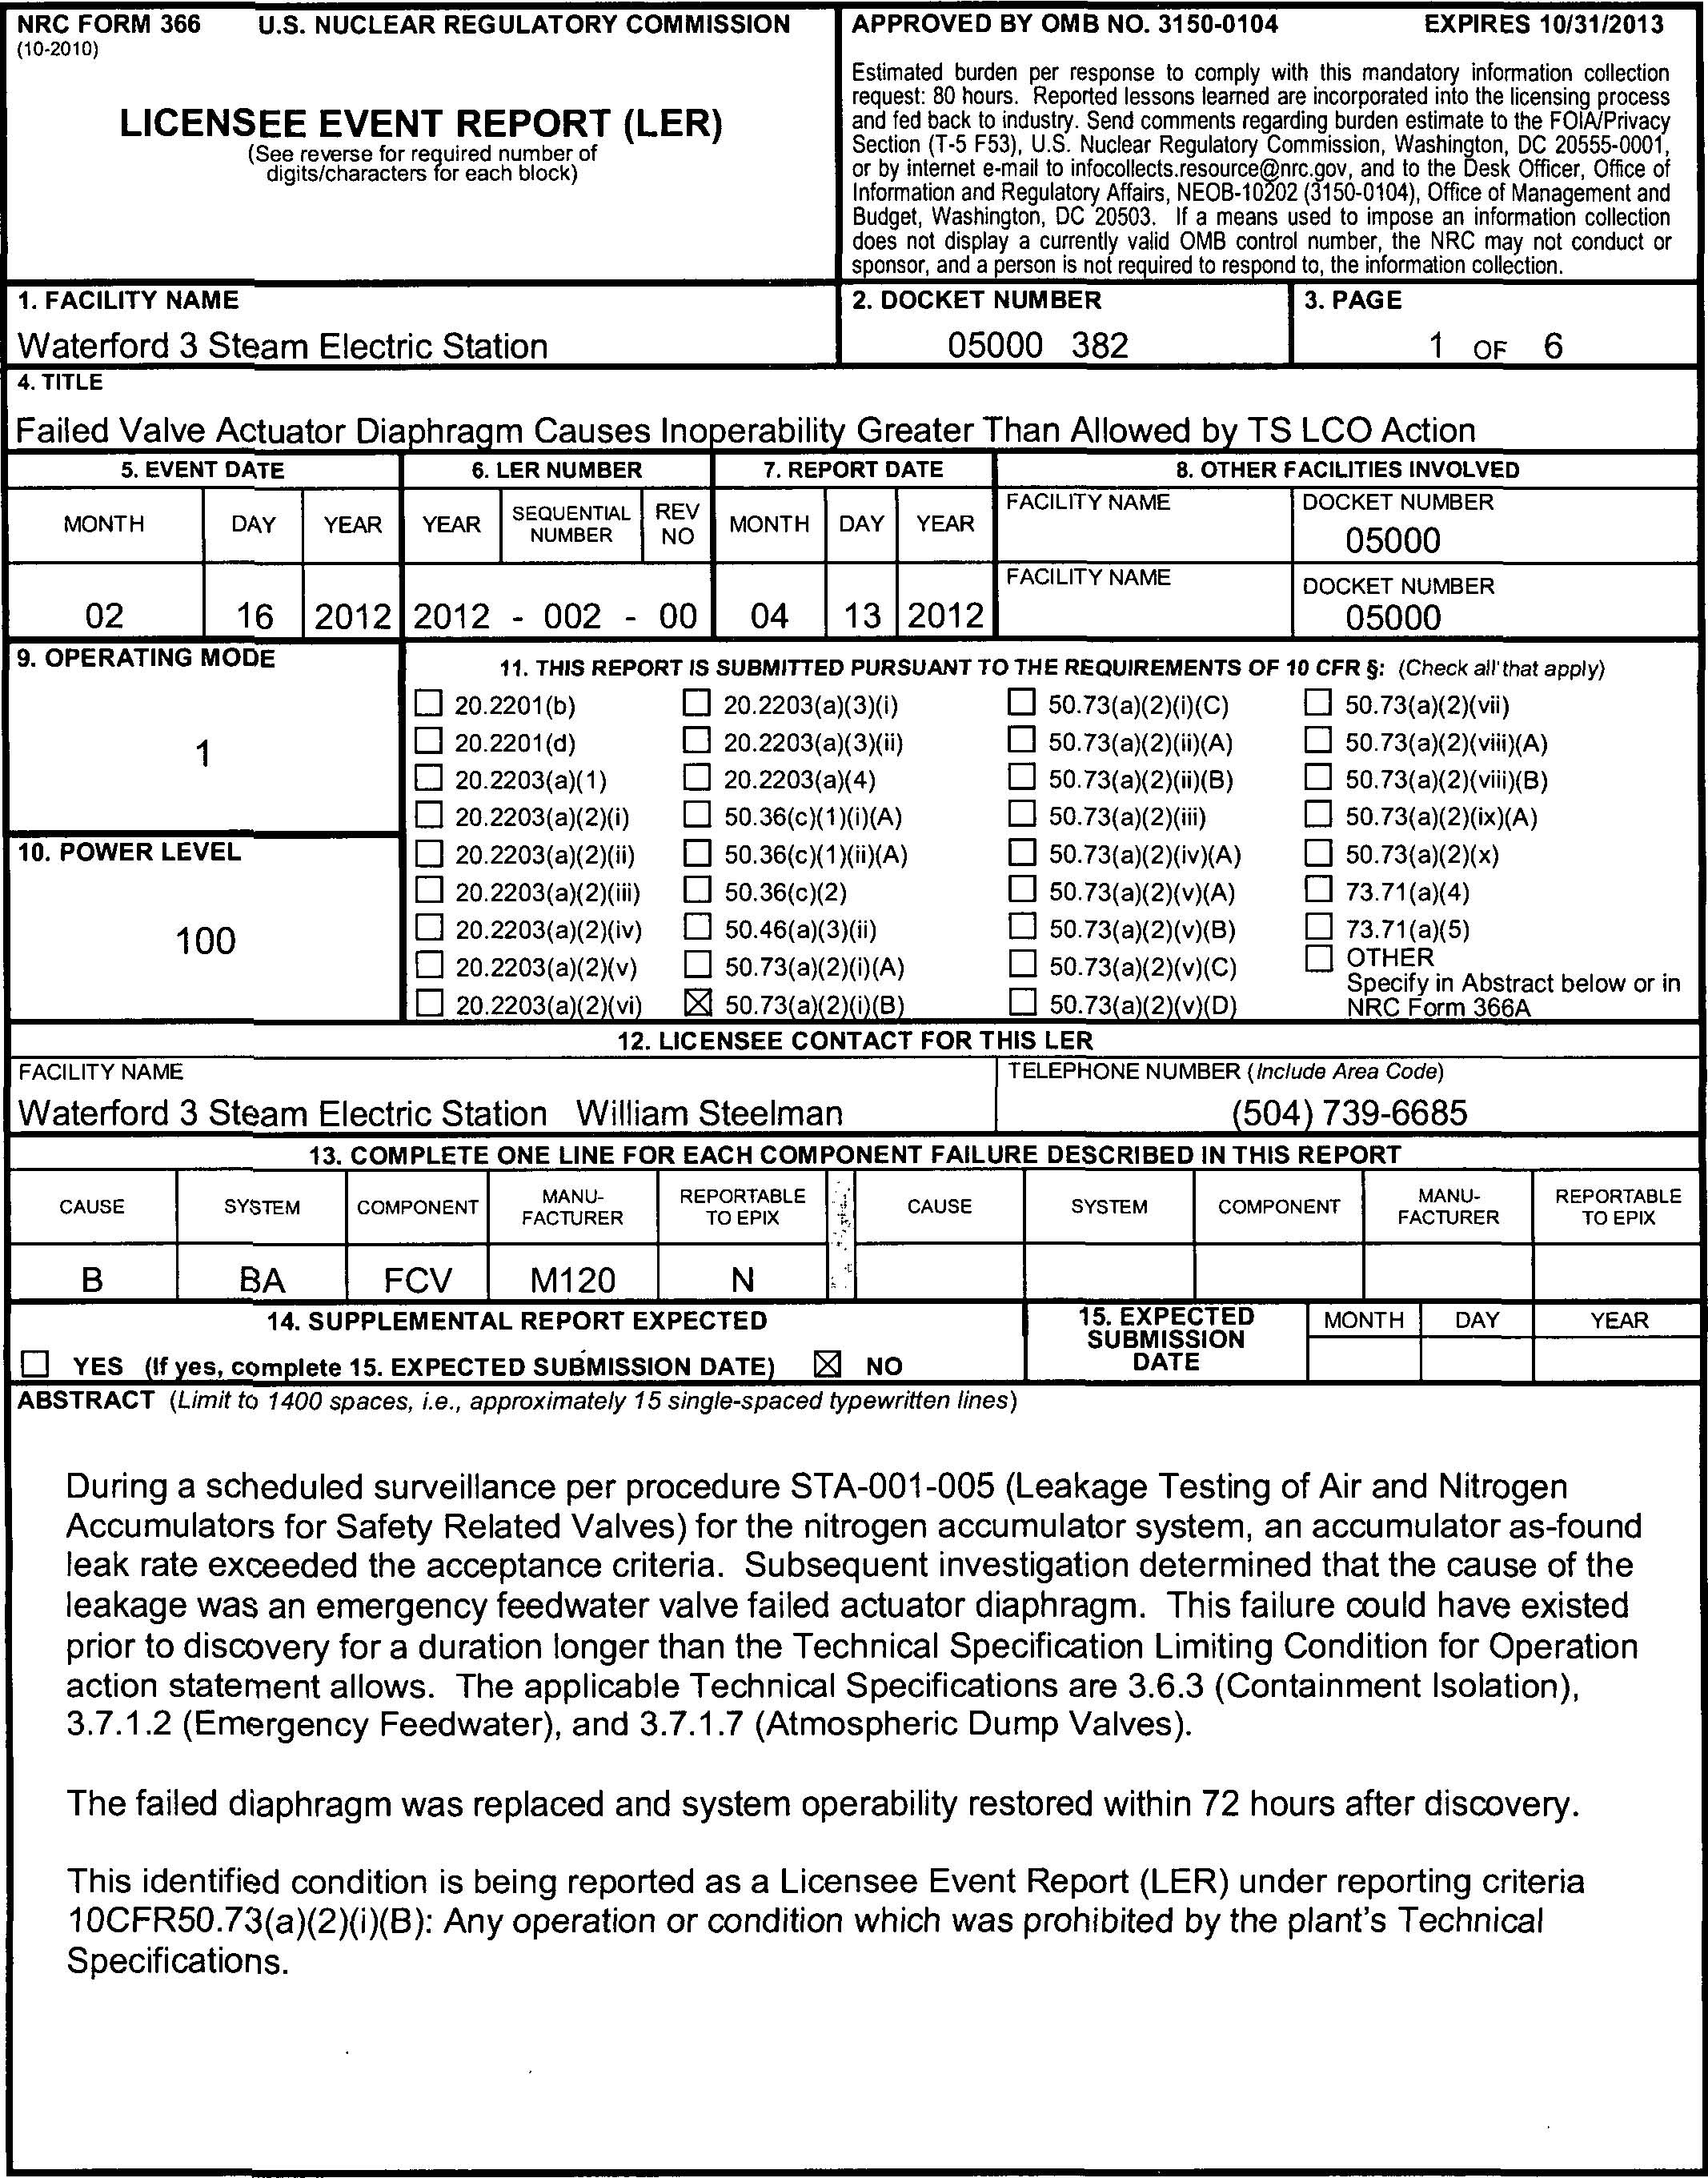 NRC FORM 366 U.S. NUCLEAR REGULATORY COMMISSION
(10-2010)
LICENSEE EVENT REPORT (LER)
(See reverse for required number of
digits/characters for each block)
APPROVED BY OMB NO. 3150-0104 EXPIRES 10/31/2013
Estimated burden per response to comply with this mandatory information collection
request: 80 hours. Reported lessons learned are incorporated into the licensing process
and fed back to industry. Send comments regarding burden estimate to the FOIA/Privacy
Section (T-5 F53), U.S. Nuclear Regulatory Commission, Washington, DC 20555-0001,
or by internet e-mail to infocollects.resource@nrc.gov, and to the Desk Officer, Office of
Information and Regulatory Affairs, NEOB-10202 (3150-0104), Office of Management and
Budget, Washington, DC 20503. If a means used to impose an information collection
does not display a currently valid OMB control number, the NRC may not conduct or
sponsor, and a person is not required to respond to, the information collection.
1. FACILITY NAME 2. DOCKET NUMBER 3. PAGE
Waterford 3 Steam Electric Station 05000 382 1 OF 6
4. TITLE
Failed Valve Actuator Diaphragm Causes Inoperability Greater Than Allowed by TS LCO Action
5. EVENT DATE 6. LER NUMBER 7. REPORT DATE 8. OTHER FACILITIES INVOLVED
MONTH DAY YEAR YEAR SEQUENTIAL NUMBER REV NO MONTH DAY YEAR FACILITY NAME DOCKET NUMBER
05000
FACILITY NAME DOCKET NUMBER
02 16 2012 2012 - 002 - 00 04 13 2012 05000
9. OPERATING MODE 11. THIS REPORT IS SUBMITTED PURSUANT TO THE REQUIREMENTS OF 10 CFR §: (Check all that apply)
1
10. POWER LEVEL
100
☐ 20.2201(b) ☐ 20.2203(a)(3)(i) ☐ 50.73(a)(2)(i)(C) ☐ 50.73(a)(2)(vii)
☐ 20.2201(d) ☐ 20.2203(a)(3)(ii) ☐ 50.73(a)(2)(ii)(A) ☐ 50.73(a)(2)(viii)(A)
☐ 20.2203(a)(1) ☐ 20.2203(a)(4) ☐ 50.73(a)(2)(ii)(B) ☐ 50.73(a)(2)(viii)(B)
☐ 20.2203(a)(2)(i) ☐ 50.36(c)(1)(i)(A) ☐ 50.73(a)(2)(iii) ☐ 50.73(a)(2)(ix)(A)
☐ 20.2203(a)(2)(ii) ☐ 50.36(c)(1)(ii)(A) ☐ 50.73(a)(2)(iv)(A) ☐ 50.73(a)(2)(x)
☐ 20.2203(a)(2)(iii) ☐ 50.36(c)(2) ☐ 50.73(a)(2)(v)(A) ☐ 73.71(a)(4)
☐ 20.2203(a)(2)(iv) ☐ 50.46(a)(3)(ii) ☐ 50.73(a)(2)(v)(B) ☐ 73.71(a)(5)
☐ 20.2203(a)(2)(v) ☐ 50.73(a)(2)(i)(A) ☐ 50.73(a)(2)(v)(C) ☐ OTHER
☐ 20.2203(a)(2)(vi) ☒ 50.73(a)(2)(i)(B) ☐ 50.73(a)(2)(v)(D) Specify in Abstract below or in
NRC Form 366A
12. LICENSEE CONTACT FOR THIS LER
FACILITY NAME TELEPHONE NUMBER (Include Area Code)
Waterford 3 Steam Electric Station William Steelman (504) 739-6685
13. COMPLETE ONE LINE FOR EACH COMPONENT FAILURE DESCRIBED IN THIS REPORT
CAUSE SYSTEM COMPONENT MANU-FACTURER REPORTABLE TO EPIX CAUSE SYSTEM COMPONENT MANU-FACTURER REPORTABLE TO EPIX
B BA FCV M120 N
14. SUPPLEMENTAL REPORT EXPECTED 15. EXPECTED SUBMISSION DATE MONTH DAY YEAR
☐ YES (If yes, complete 15. EXPECTED SUBMISSION DATE) ☒ NO
ABSTRACT (Limit to 1400 spaces, i.e., approximately 15 single-spaced typewritten lines)
During a scheduled surveillance per procedure STA-001-005 (Leakage Testing of Air and Nitrogen
Accumulators for Safety Related Valves) for the nitrogen accumulator system, an accumulator as-found
leak rate exceeded the acceptance criteria. Subsequent investigation determined that the cause of the
leakage was an emergency feedwater valve failed actuator diaphragm. This failure could have existed
prior to discovery for a duration longer than the Technical Specification Limiting Condition for Operation
action statement allows. The applicable Technical Specifications are 3.6.3 (Containment Isolation),
3.7.1.2 (Emergency Feedwater), and 3.7.1.7 (Atmospheric Dump Valves).
The failed diaphragm was replaced and system operability restored within 72 hours after discovery.
This identified condition is being reported as a Licensee Event Report (LER) under reporting criteria
10CFR50.73(a)(2)(i)(B): Any operation or condition which was prohibited by the plant's Technical
Specifications.